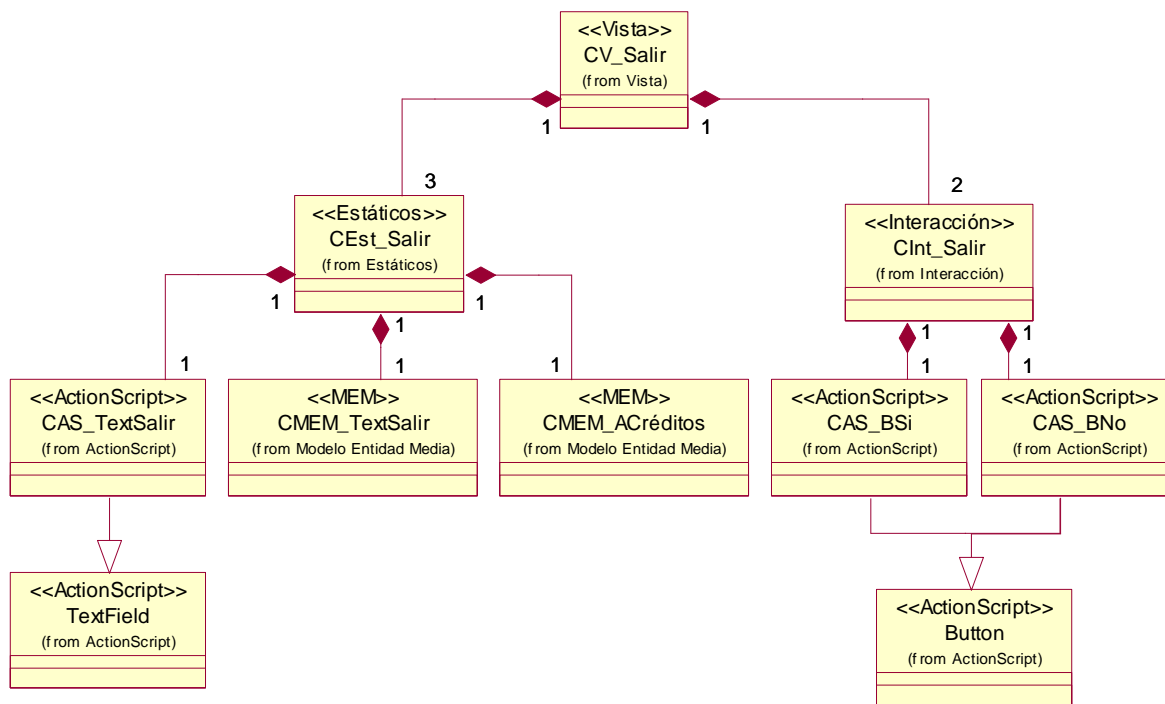 <<Vista>>
CV_Salir
(from Vista)
1
1
3
2
<<Estáticos>>
CEst_Salir
(from Estáticos)
<<Interacción>>
CInt_Salir
(from Interacción)
1
1
1
1
1
1
1
1
1
1
<<ActionScript>>
CAS_TextSalir
(from ActionScript)
<<MEM>>
CMEM_TextSalir
(from Modelo Entidad Media)
<<MEM>>
CMEM_ACréditos
(from Modelo Entidad Media)
<<ActionScript>>
CAS_BSi
(from ActionScript)
<<ActionScript>>
CAS_BNo
(from ActionScript)
<<ActionScript>>
TextField
(from ActionScript)
<<ActionScript>>
Button
(from ActionScript)